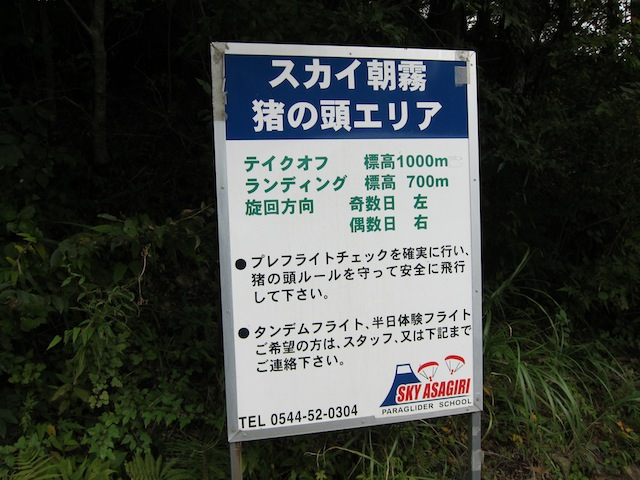 スカイ朝霧
猪の頭エリア
テイクオフ 標高1000m
ランディング 標高 700m
旋回方向 奇数日 左
偶数日 右
●プレフライトチェックを確実に行い、
猪の頭ルールを守って安全に飛行
して下さい。
●タンデムフライト、半日体験フライト
ご希望の方は、スタッフ、又は下記まで
ご連絡下さい。
SKY ASAGIRI
PARAGLIDER SCHOOL
TEL 0544-52-0304